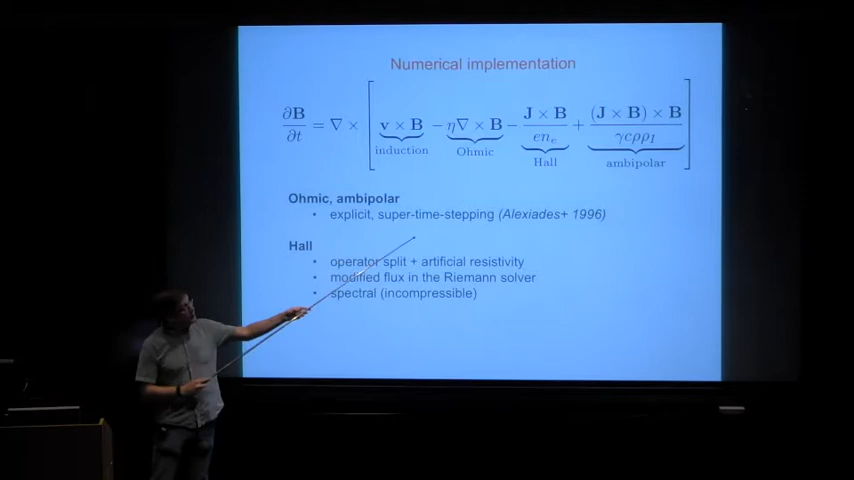 Numerical implementation
∂B/∂t = ∇ × [ v × B − η∇ × B − J × B/en_e + (J × B) × B/γcρρ_I ]
induction Ohmic Hall ambipolar
Ohmic, ambipolar
• explicit, super-time-stepping (Alexiades+ 1996)
Hall
• operator split + artificial resistivity
• modified flux in the Riemann solver
• spectral (incompressible)